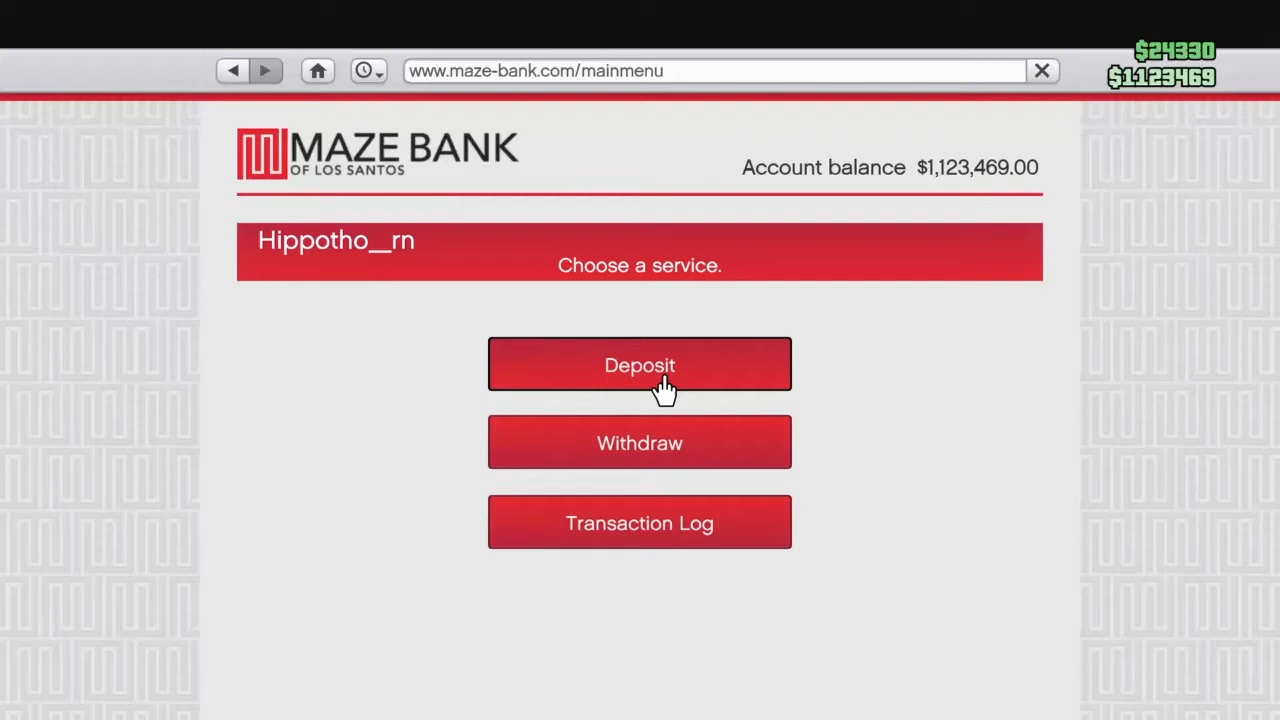 $24330
www.maze-bank.com/mainmenu
$1123469
MAZE BANK
OF LOS SANTOS
Account balance $1,123,469.00
Hippotho__rn
Choose a service.
Deposit
Withdraw
Transaction Log